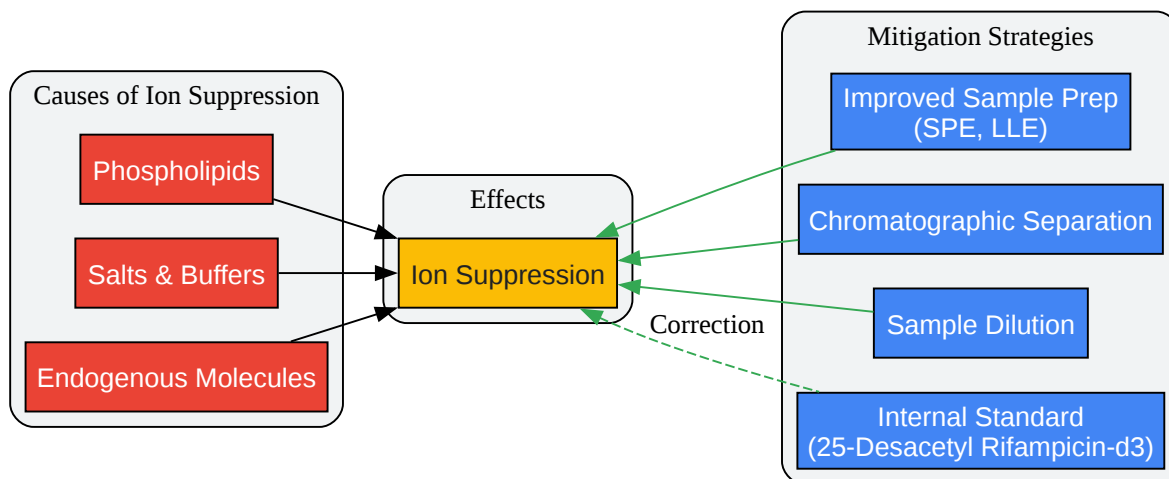 Causes of Ion Suppression
Phospholipids
Salts & Buffers
Endogenous Molecules
Effects
Ion Suppression
Correction
Mitigation Strategies
Improved Sample Prep
(SPE, LLE)
Chromatographic Separation
Sample Dilution
Internal Standard
(25-Desacetyl Rifampicin-d3)